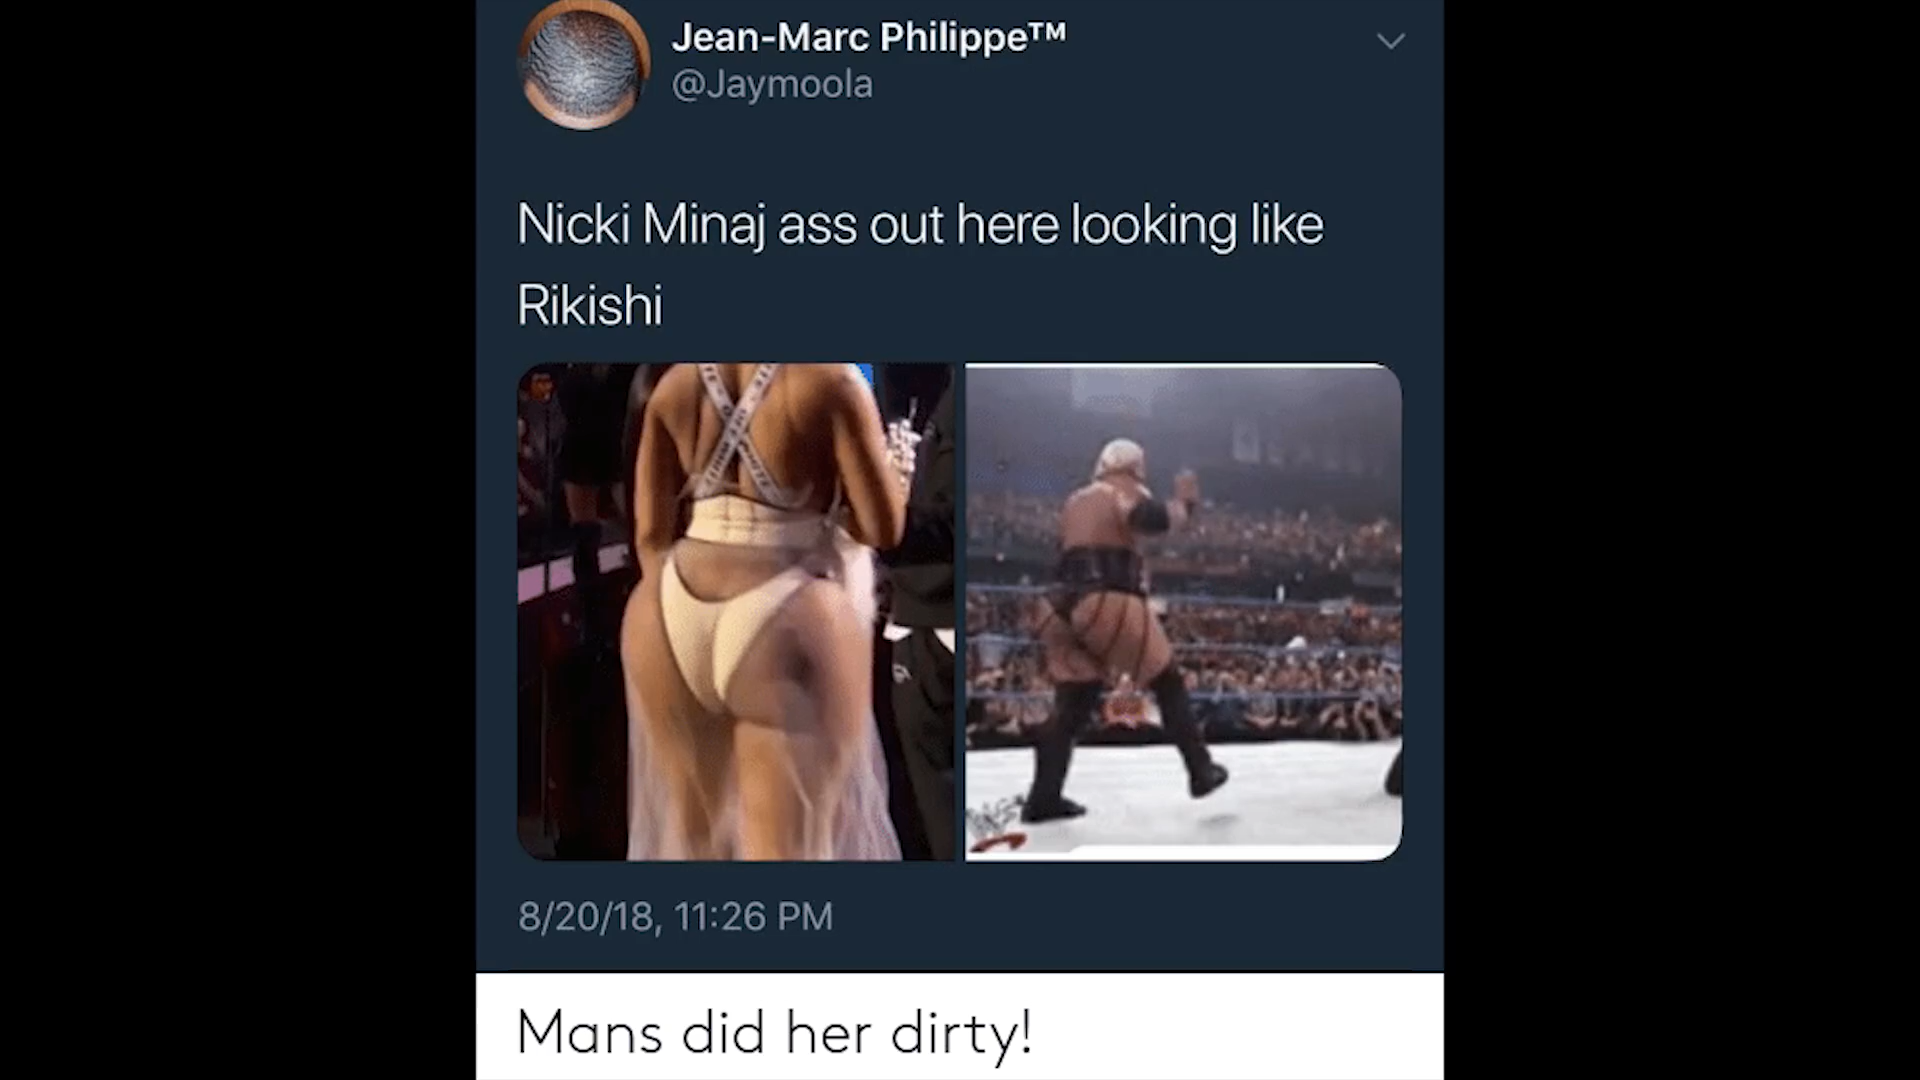 Jean-Marc Philippe™
@Jaymoola
Nicki Minaj ass out here looking like
Rikishi
8/20/18, 11:26 PM
Mans did her dirty!